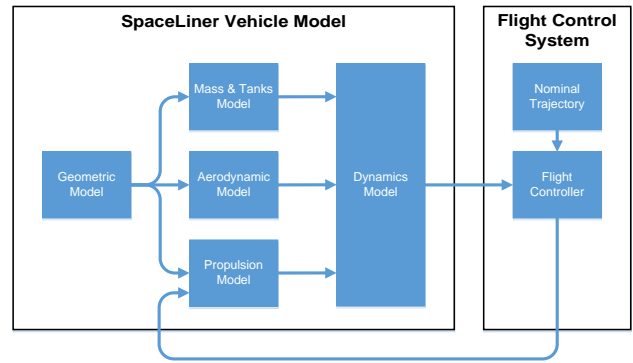 SpaceLiner Vehicle Model
Flight Control
System
Mass & Tanks
Model
Nominal
Trajectory
Geometric
Model
Aerodynamic
Model
Dynamics
Model
Flight
Controller
Propulsion
Model